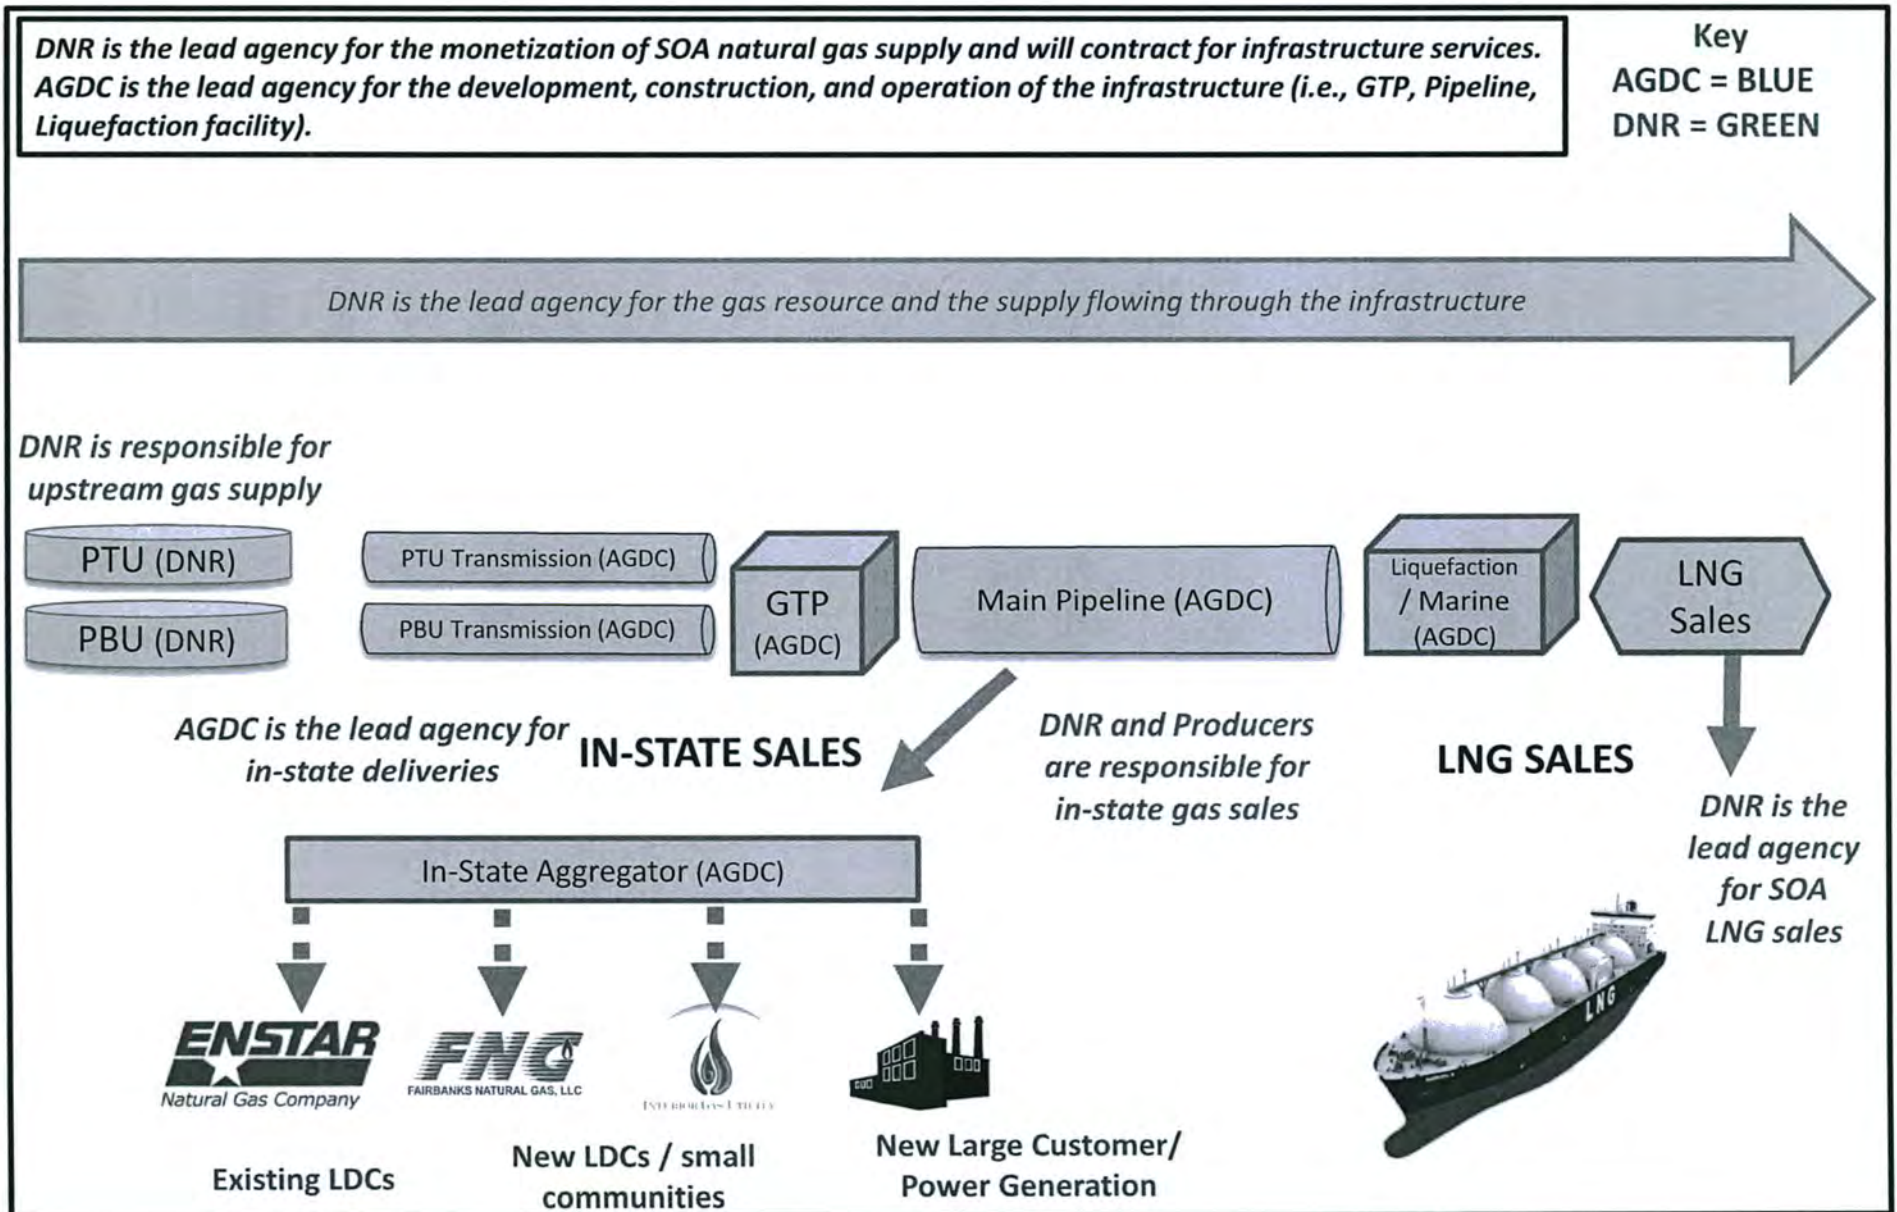 DNR is the lead agency for the monetization of SOA natural gas supply and will contract for infrastructure services.
AGDC is the lead agency for the development, construction, and operation of the infrastructure (i.e., GTP, Pipeline,
Liquefaction facility).
Key
AGDC = BLUE
DNR = GREEN
DNR is the lead agency for the gas resource and the supply flowing through the infrastructure
DNR is responsible for
upstream gas supply
PTU (DNR)
PBU (DNR)
PTU Transmission (AGDC)
PBU Transmission (AGDC)
GTP
(AGDC)
Main Pipeline (AGDC)
Liquefaction
/ Marine
(AGDC)
LNG
Sales
AGDC is the lead agency for
in-state deliveries
IN-STATE SALES
DNR and Producers
are responsible for
in-state gas sales
LNG SALES
DNR is the
lead agency
for SOA
LNG sales
In-State Aggregator (AGDC)
ENSTAR
Natural Gas Company
FNG
FAIRBANKS NATURAL GAS, LLC
INTERIOR GAS UTILITY
LNG
Existing LDCs
New LDCs / small
communities
New Large Customer/
Power Generation